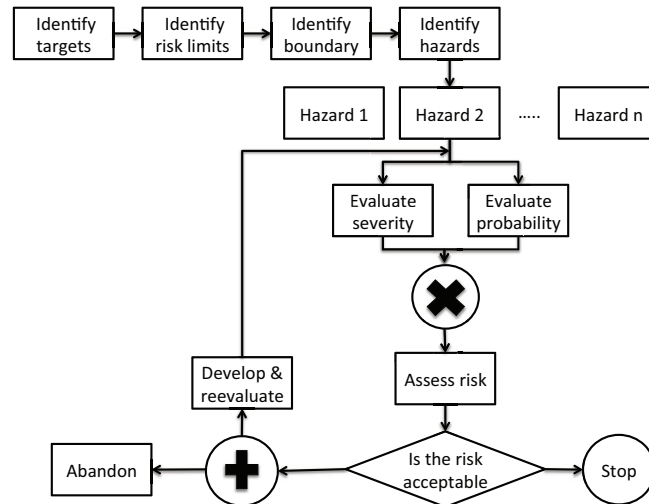 Identify
targets
Identify
risk limits
Identify
boundary
Identify
hazards
Hazard 1
Hazard 2
.....
Hazard n
Evaluate
severity
Evaluate
probability
Develop &
reevaluate
Assess risk
Abandon
Is the risk
acceptable
Stop